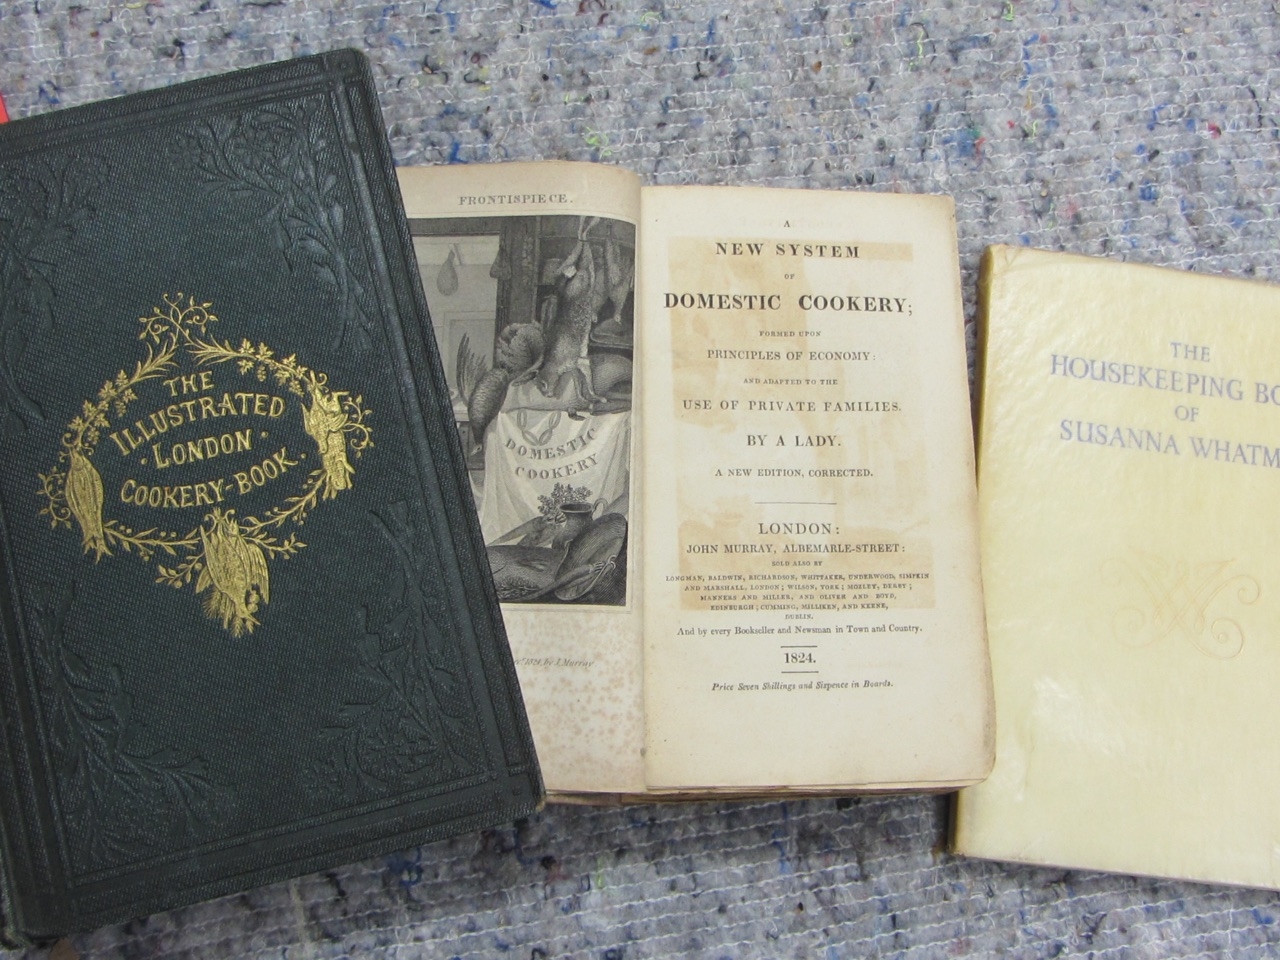 THE
ILLUSTRATED
· LONDON ·
COOKERY-BOOK.
FRONTISPIECE.
DOMESTIC
COOKERY
1824, by J. Murray
A
NEW SYSTEM
OF
DOMESTIC COOKERY;
FORMED UPON
PRINCIPLES OF ECONOMY:
AND ADAPTED TO THE
USE OF PRIVATE FAMILIES.
BY A LADY.
A NEW EDITION, CORRECTED.
LONDON:
JOHN MURRAY, ALBEMARLE-STREET:
SOLD ALSO BY
LONGMAN, BALDWIN, RICHARDSON, WHITTAKER, UNDERWOOD, SIMPKIN
AND MARSHALL, LONDON; WILSON, YORK; MOZLEY, DERBY;
MANNERS AND MILLER, AND OLIVER AND BOYD,
EDINBURGH; CUMMING, MILLIKEN, AND KEENE,
DUBLIN,
And by every Bookseller and Newsman in Town and Country.
1824.
Price Seven Shillings and Sixpence in Boards.
THE
HOUSEKEEPING BO
OF
SUSANNA WHATM